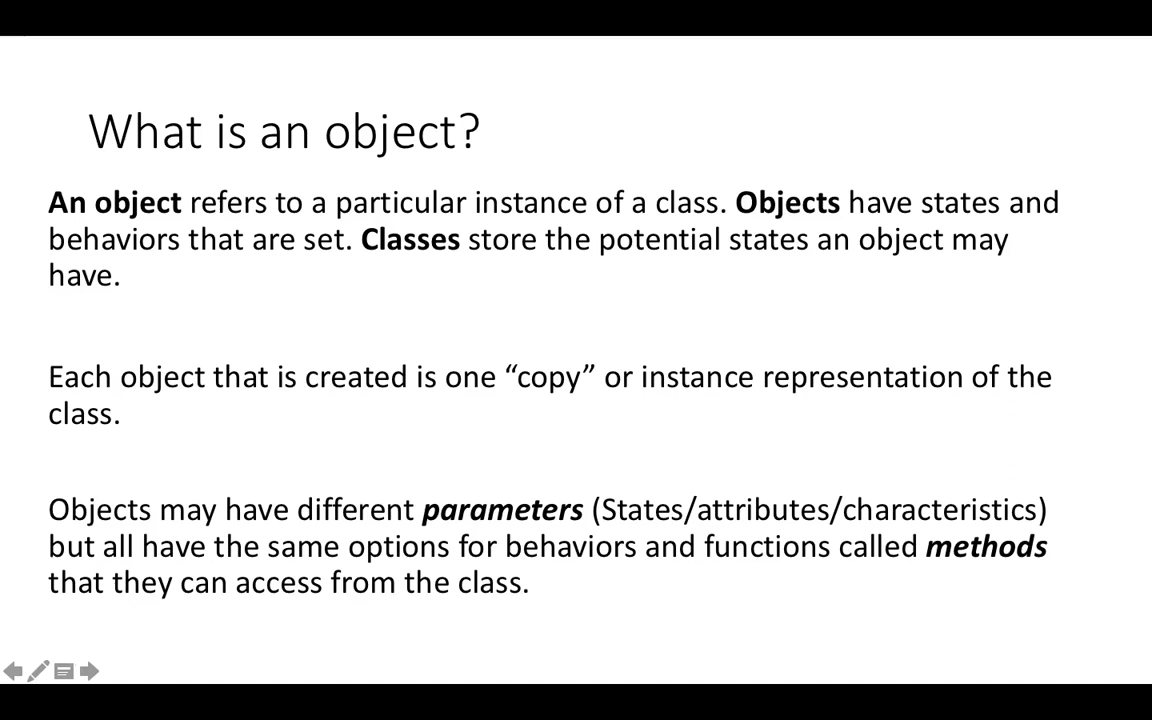 What is an object?
An object refers to a particular instance of a class. Objects have states and
behaviors that are set. Classes store the potential states an object may
have.
Each object that is created is one “copy” or instance representation of the
class.
Objects may have different parameters (States/attributes/characteristics)
but all have the same options for behaviors and functions called methods
that they can access from the class.